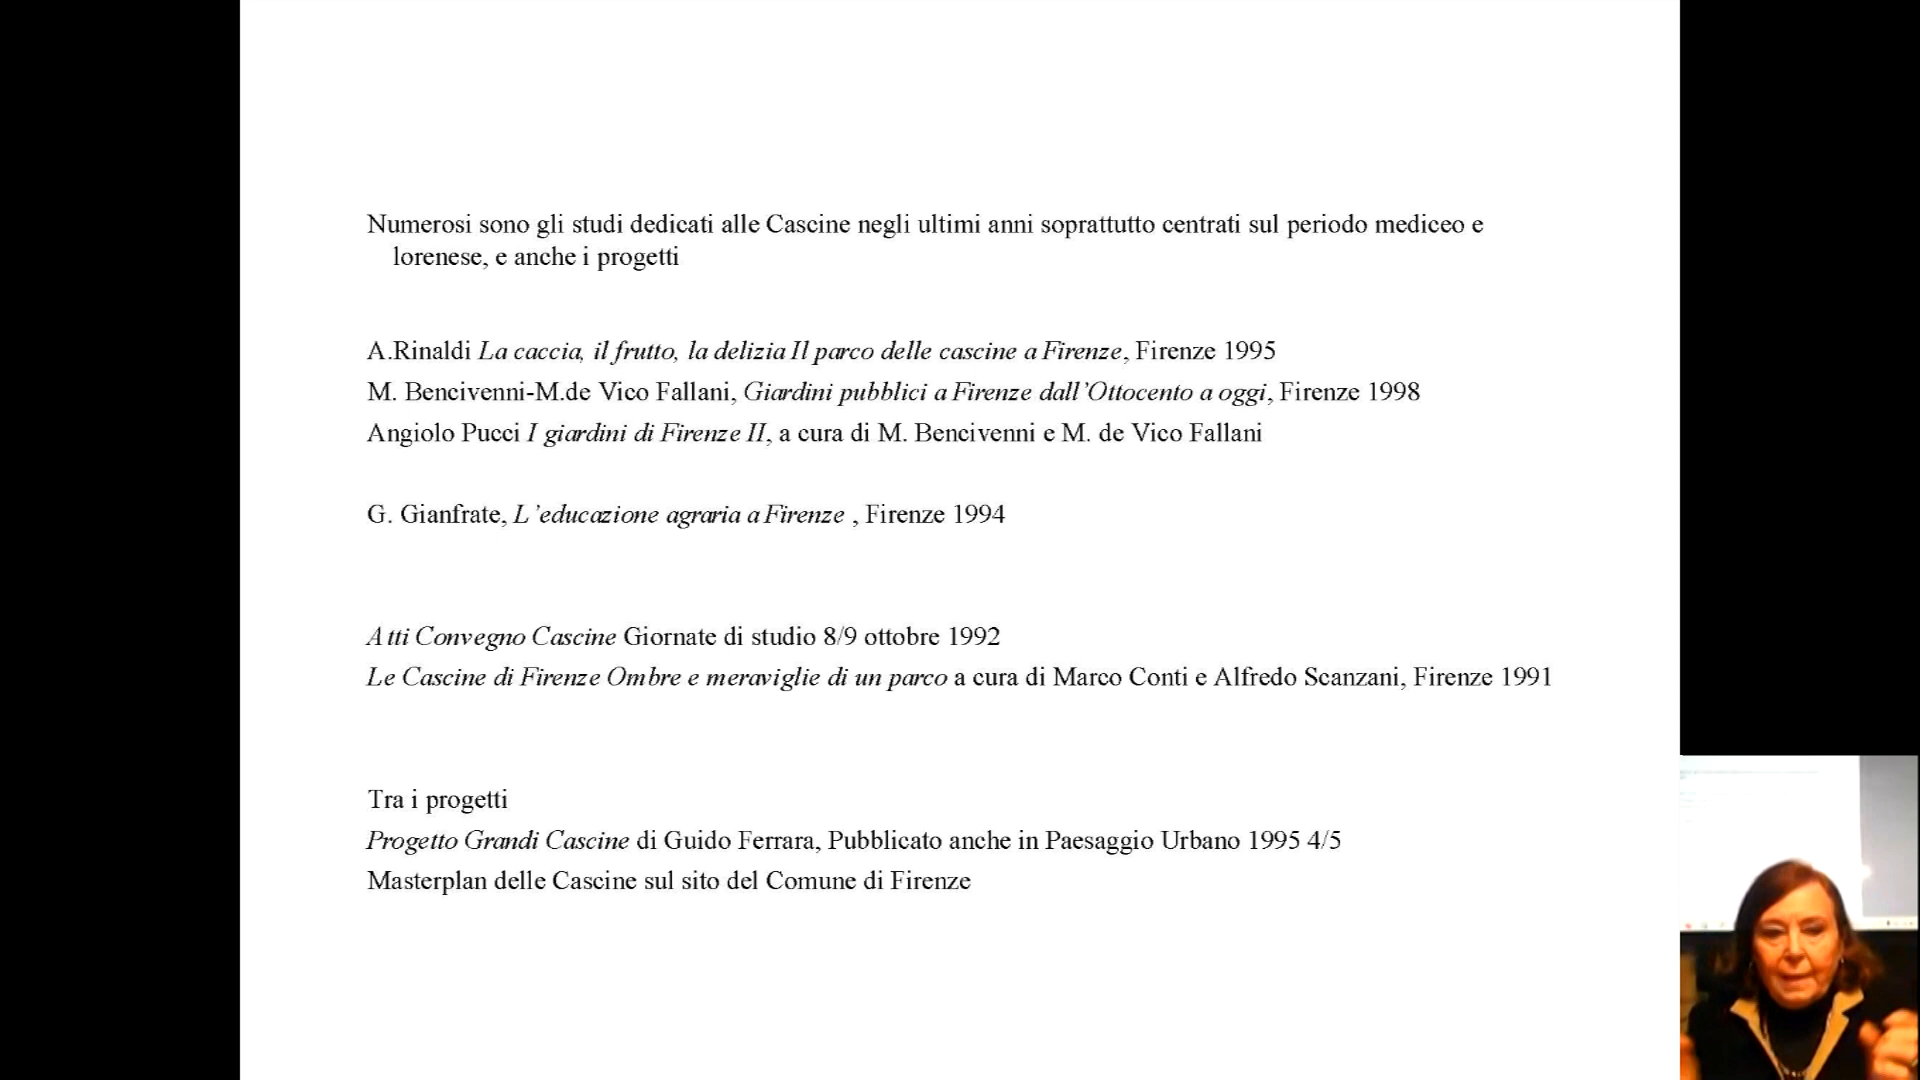 Numerosi sono gli studi dedicati alle Cascine negli ultimi anni soprattutto centrati sul periodo mediceo e
lorenese, e anche i progetti
A.Rinaldi La caccia, il frutto, la delizia Il parco delle cascine a Firenze, Firenze 1995
M. Bencivenni-M.de Vico Fallani, Giardini pubblici a Firenze dall’Ottocento a oggi, Firenze 1998
Angiolo Pucci I giardini di Firenze II, a cura di M. Bencivenni e M. de Vico Fallani
G. Gianfrate, L’educazione agraria a Firenze , Firenze 1994
Atti Convegno Cascine Giornate di studio 8/9 ottobre 1992
Le Cascine di Firenze Ombre e meraviglie di un parco a cura di Marco Conti e Alfredo Scanzani, Firenze 1991
Tra i progetti
Progetto Grandi Cascine di Guido Ferrara, Pubblicato anche in Paesaggio Urbano 1995 4/5
Masterplan delle Cascine sul sito del Comune di Firenze